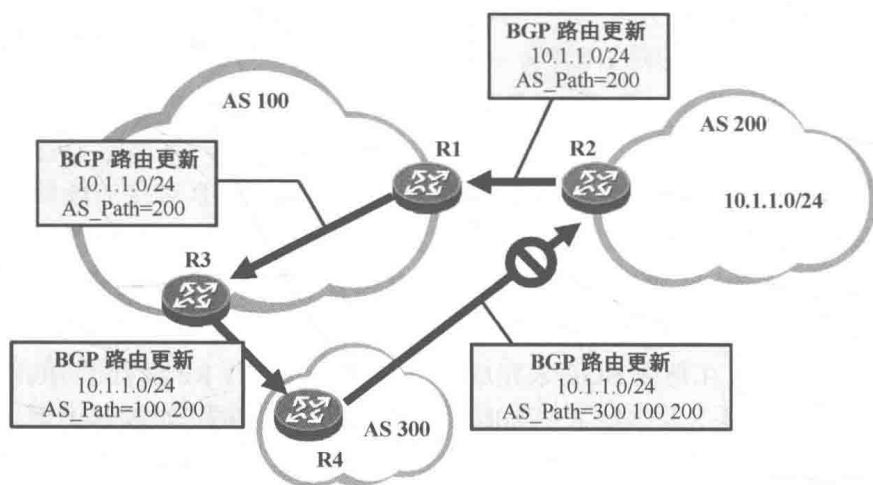 BGP 路由更新
10.1.1.0/24
AS_Path=200
AS 100
AS 200
R1
R2
BGP 路由更新
10.1.1.0/24
AS_Path=200
10.1.1.0/24
R3
BGP 路由更新
10.1.1.0/24
AS_Path=100 200
BGP 路由更新
10.1.1.0/24
AS_Path=300 100 200
AS 300
R4